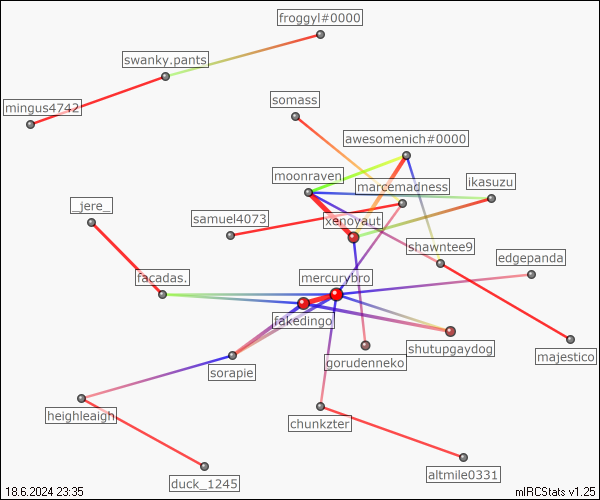 froggyl#0000
swanky.pants
mingus4742
somass
awesomenich#0000
moonraven
marcemadness
ikasuzu
_jere_
samuel4073
xenoyaut
shawntee9
edgepanda
facadas.
mercurybro
fakedingo
shutupgaydog
majestico
sorapie
gorudenneko
heighleaigh
chunkzter
altmile0331
duck_1245
18.6.2024 23:35
mIRCStats v1.25